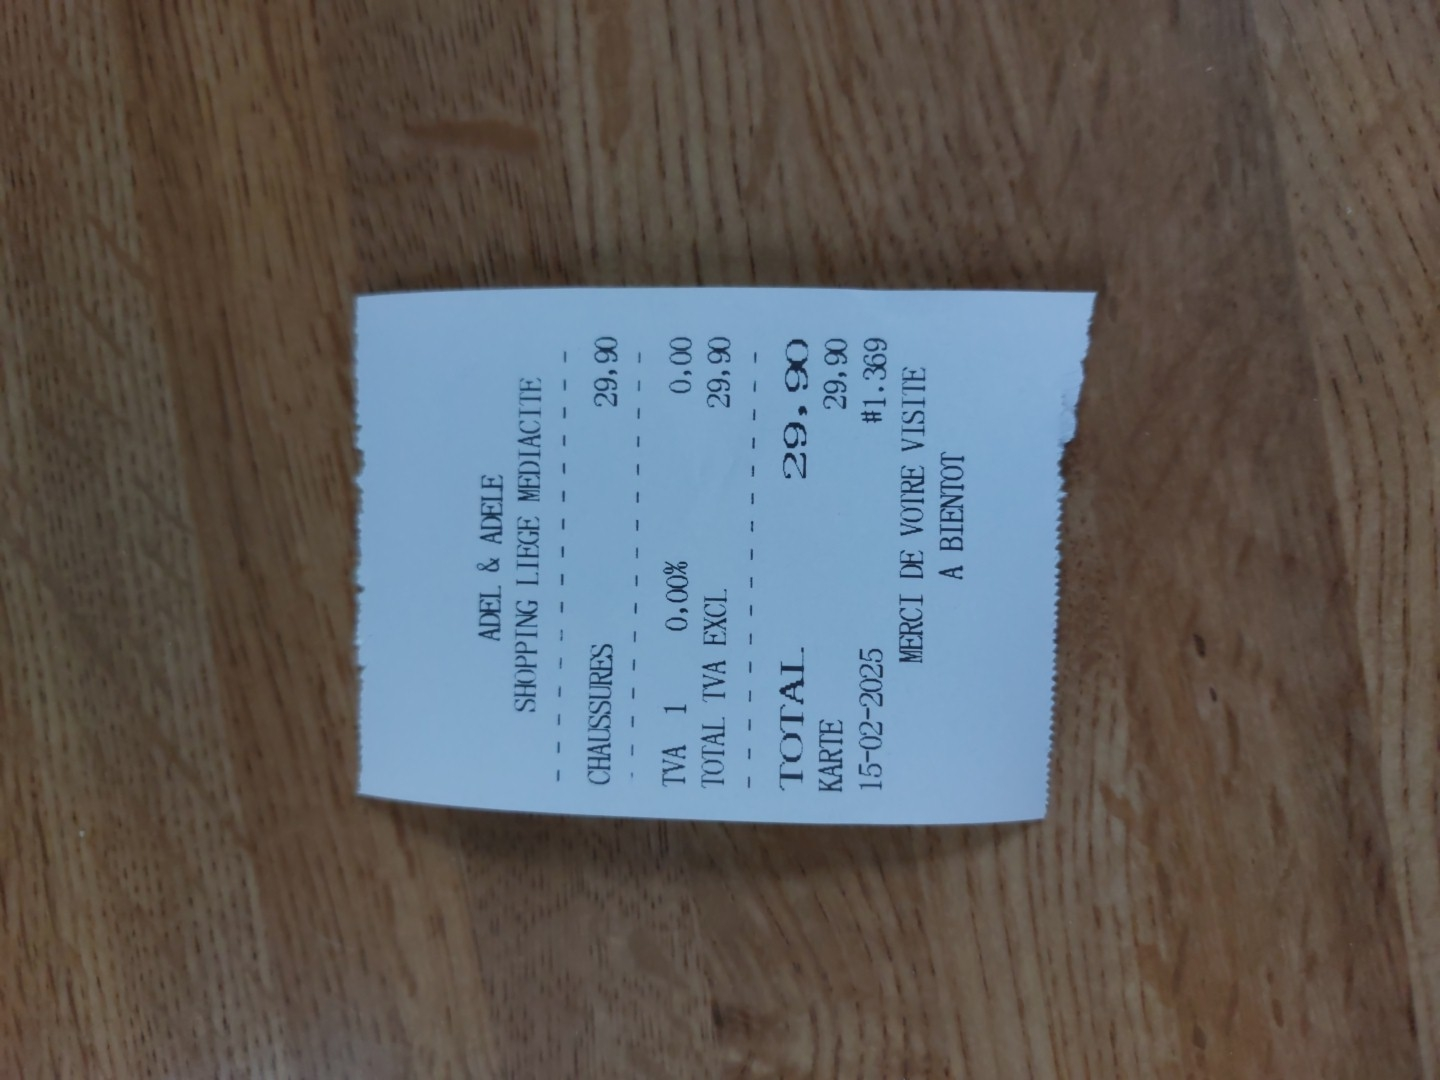 ADEL & ADELE
SHOPPING LIEGE MEDIACITE
- - - - - - - - - - - - - - - -
CHAUSSURES 29,90
- - - - - - - - - - - - - - - -
TVA 1 0,00% 0,00
TOTAL TVA EXCL 29,90
- - - - - - - - - - - - - - - -
TOTAL 29,90
KARTE 29,90
15-02-2025 #1.369
MERCI DE VOTRE VISITE
A BIENTOT